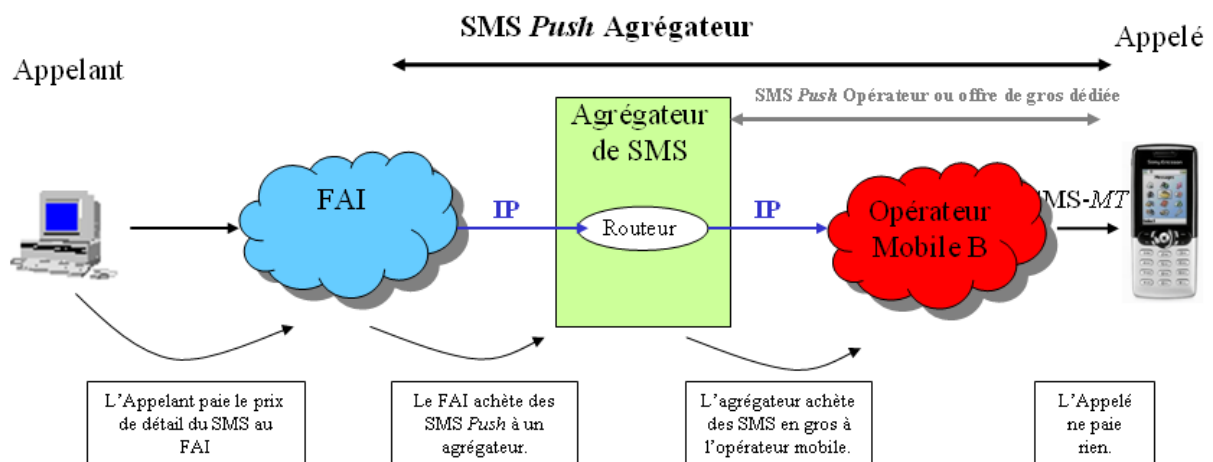 SMS Push Agrégateur
Appelant
Appelé
SMS Push Opérateur ou offre de gros dédiée
Agrégateur
de SMS
FAI
IP
Routeur
IP
Opérateur
Mobile B
SMS-MT
L'Appelant paie le prix
de détail du SMS au
FAI
Le FAI achète des
SMS Push à un
agrégateur.
L'agrégateur achète
des SMS en gros à
l'opérateur mobile.
L'Appelé
ne paie
rien.